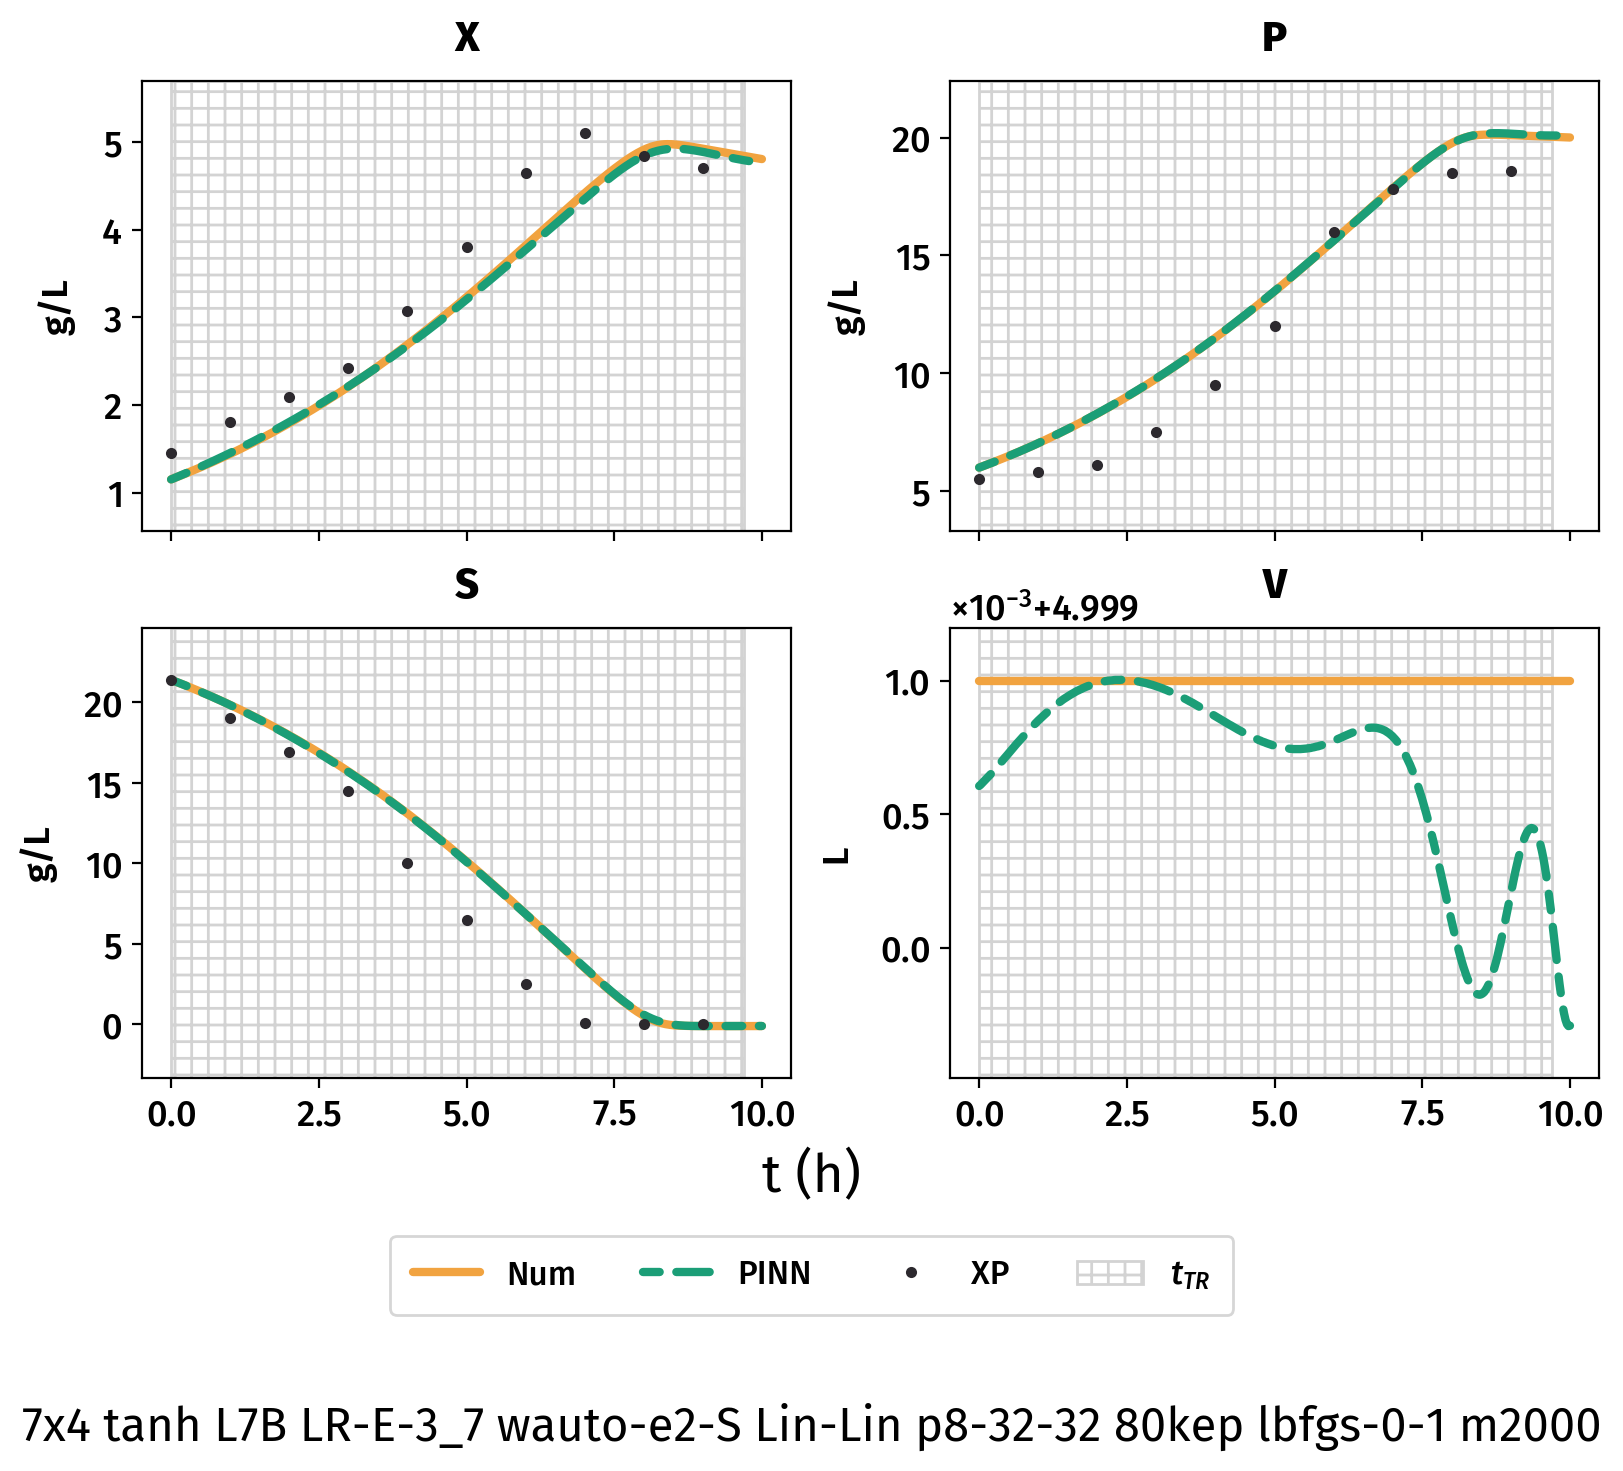 X
5
4
3
2
1
g/L
P
20
15
10
5
g/L
S
20
15
10
5
0
g/L
0.0 2.5 5.0 7.5 10.0
V
×10⁻³+4.999
1.0
0.5
0.0
L
0.0 2.5 5.0 7.5 10.0
t (h)
Num PINN XP t_TR
7x4 tanh L7B LR-E-3_7 wauto-e2-S Lin-Lin p8-32-32 80kep lbfgs-0-1 m2000